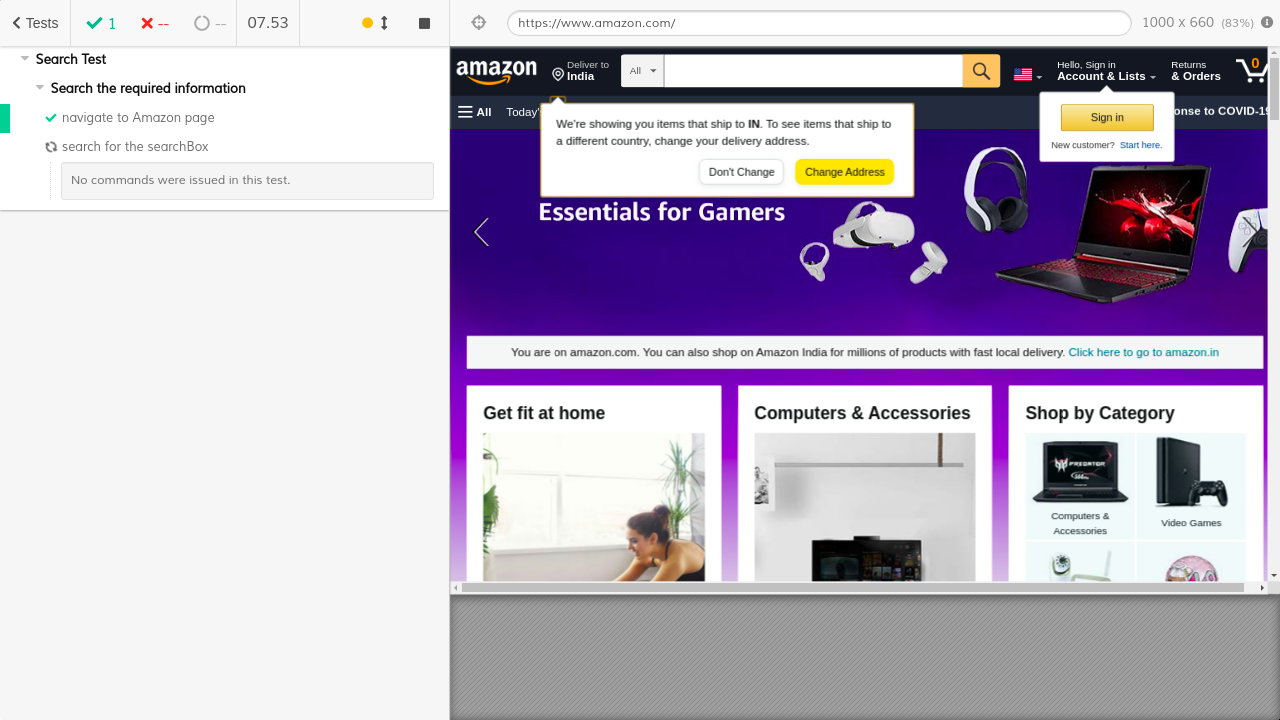 Tests
1
--
--
07.53
https://www.amazon.com/
1000 x 660 (83%)
Search Test
Search the required information
navigate to Amazon page
search for the searchBox
No commands were issued in this test.
amazon
Deliver to
India
All
Hello, Sign in
Account & Lists
Returns
& Orders
0
All
Today'
onse to COVID-19
We're showing you items that ship to IN. To see items that ship to
a different country, change your delivery address.
Don't Change
Change Address
Sign in
New customer? Start here.
Essentials for Gamers
You are on amazon.com. You can also shop on Amazon India for millions of products with fast local delivery. Click here to go to amazon.in
Get fit at home
Computers & Accessories
Shop by Category
PREDATOR
Computers &
Accessories
Video Games